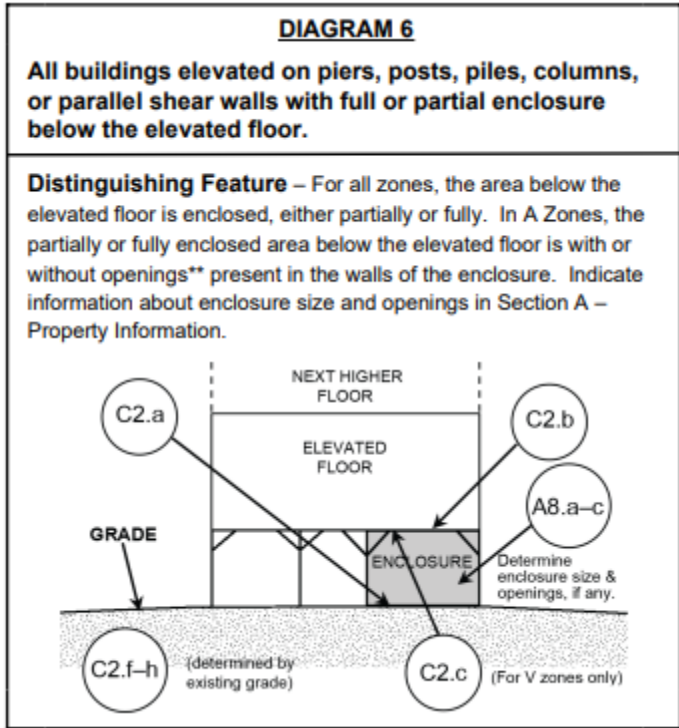 DIAGRAM 6
All buildings elevated on piers, posts, piles, columns,
or parallel shear walls with full or partial enclosure
below the elevated floor.
Distinguishing Feature – For all zones, the area below the
elevated floor is enclosed, either partially or fully. In A Zones, the
partially or fully enclosed area below the elevated floor is with or
without openings** present in the walls of the enclosure. Indicate
information about enclosure size and openings in Section A –
Property Information.
NEXT HIGHER
FLOOR
C2.a
C2.b
ELEVATED
FLOOR
A8.a–c
GRADE
ENCLOSURE
Determine
enclosure size &
openings, if any.
C2.f–h
(determined by
existing grade)
C2.c
(For V zones only)